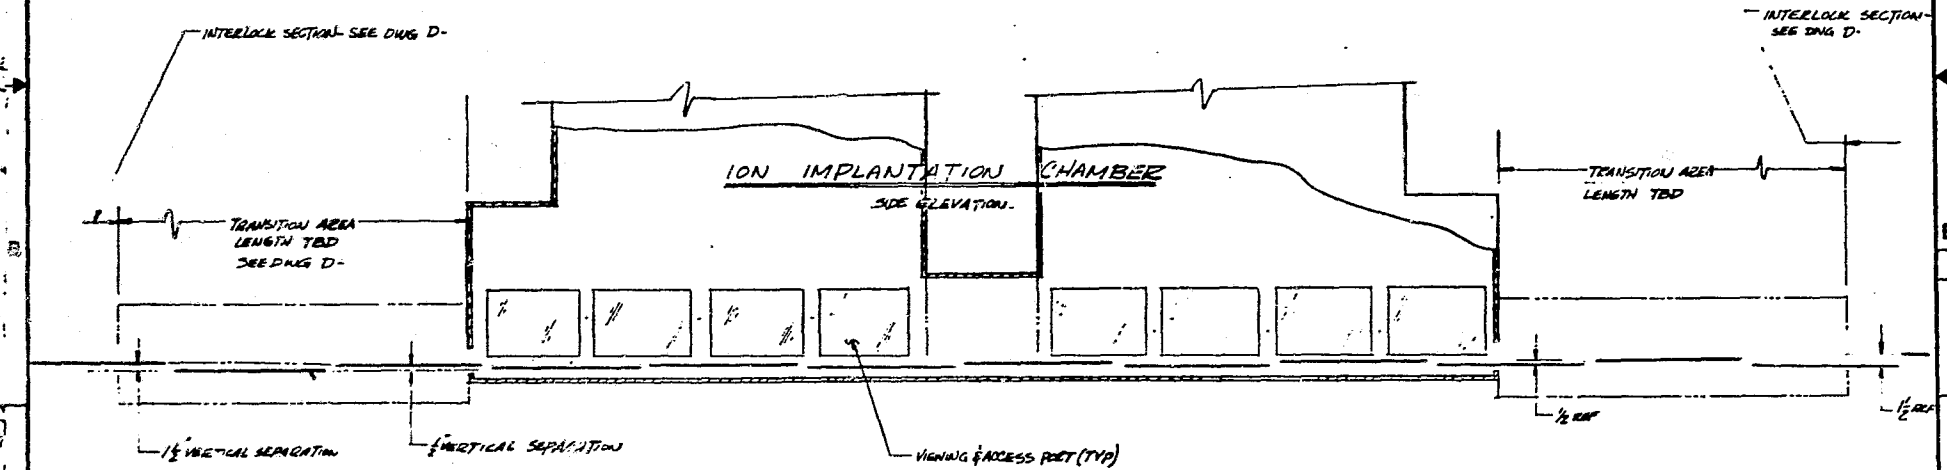 INTERLOCK SECTION SEE DWG D-
INTERLOCK SECTION-
SEE DWG D-
ION IMPLANTATION CHAMBER
SIDE ELEVATION
TRANSITION AREA
LENGTH TBD
SEE DWG D-
TRANSITION AREA
LENGTH TBD
1½" VERTICAL SEPARATION
½" VERTICAL SEPARATION
VIEWING & ACCESS PORT (TYP)
½ REF
1½ REF